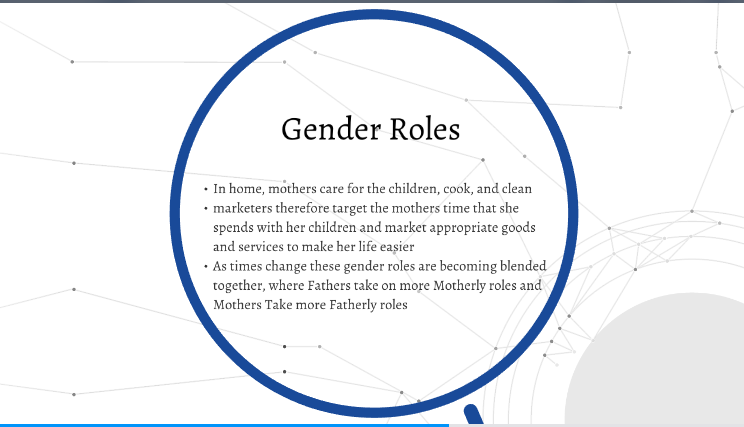 Gender Roles
• In home, mothers care for the children, cook, and clean
• marketers therefore target the mothers time that she
spends with her children and market appropriate goods
and services to make her life easier
• As times change these gender roles are becoming blended
together, where Fathers take on more Motherly roles and
Mothers Take more Fatherly roles